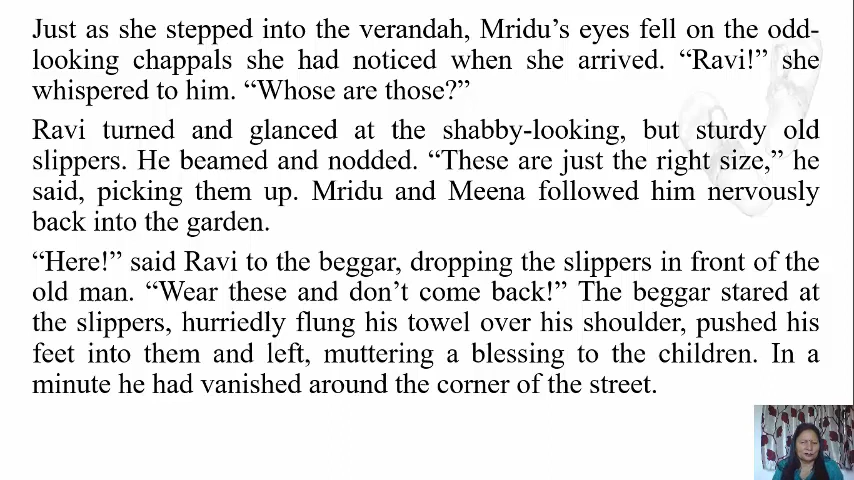 Just as she stepped into the verandah, Mridu’s eyes fell on the odd-
looking chappals she had noticed when she arrived. “Ravi!” she
whispered to him. “Whose are those?”
Ravi turned and glanced at the shabby-looking, but sturdy old
slippers. He beamed and nodded. “These are just the right size,” he
said, picking them up. Mridu and Meena followed him nervously
back into the garden.
“Here!” said Ravi to the beggar, dropping the slippers in front of the
old man. “Wear these and don’t come back!” The beggar stared at
the slippers, hurriedly flung his towel over his shoulder, pushed his
feet into them and left, muttering a blessing to the children. In a
minute he had vanished around the corner of the street.